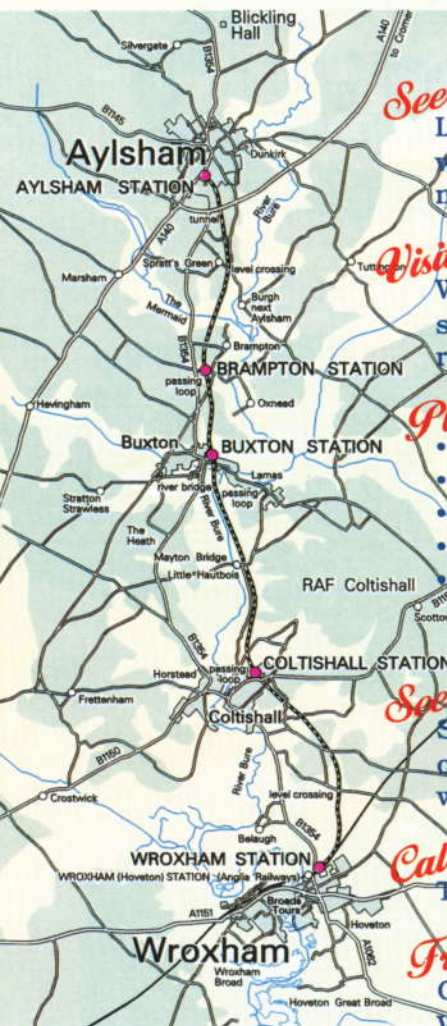 Blickling
Hall
Silvergate
B1354
A140
to Cromer
B1145
Aylsham
Dunkirk
AYLSHAM STATION
tunnel
River
Bure
A140
Spratt's Green
level crossing
Marsham
The
Mermaid
Burgh
next
Aylsham
B1354
Brampton
BRAMPTON STATION
passing
loop
Oxnead
Hevingham
Buxton
BUXTON STATION
river bridge
Lamas
passing
loop
Stratton
Strawless
River Bure
The
Heath
Mayton Bridge
Little Hautbois
RAF Coltishall
B1354
Horstead
passing
loop
COLTISHALL STATION
Frettenham
Coltishall
B1150
River Bure
Crostwick
level crossing
B1354
Belaugh
WROXHAM STATION
WROXHAM (Hoveton) STATION (Anglia Railways)
Broads
Tours
A1151
Hoveton
A1062
Wroxham
Wroxham
Broad
Hoveton Great Broad
See